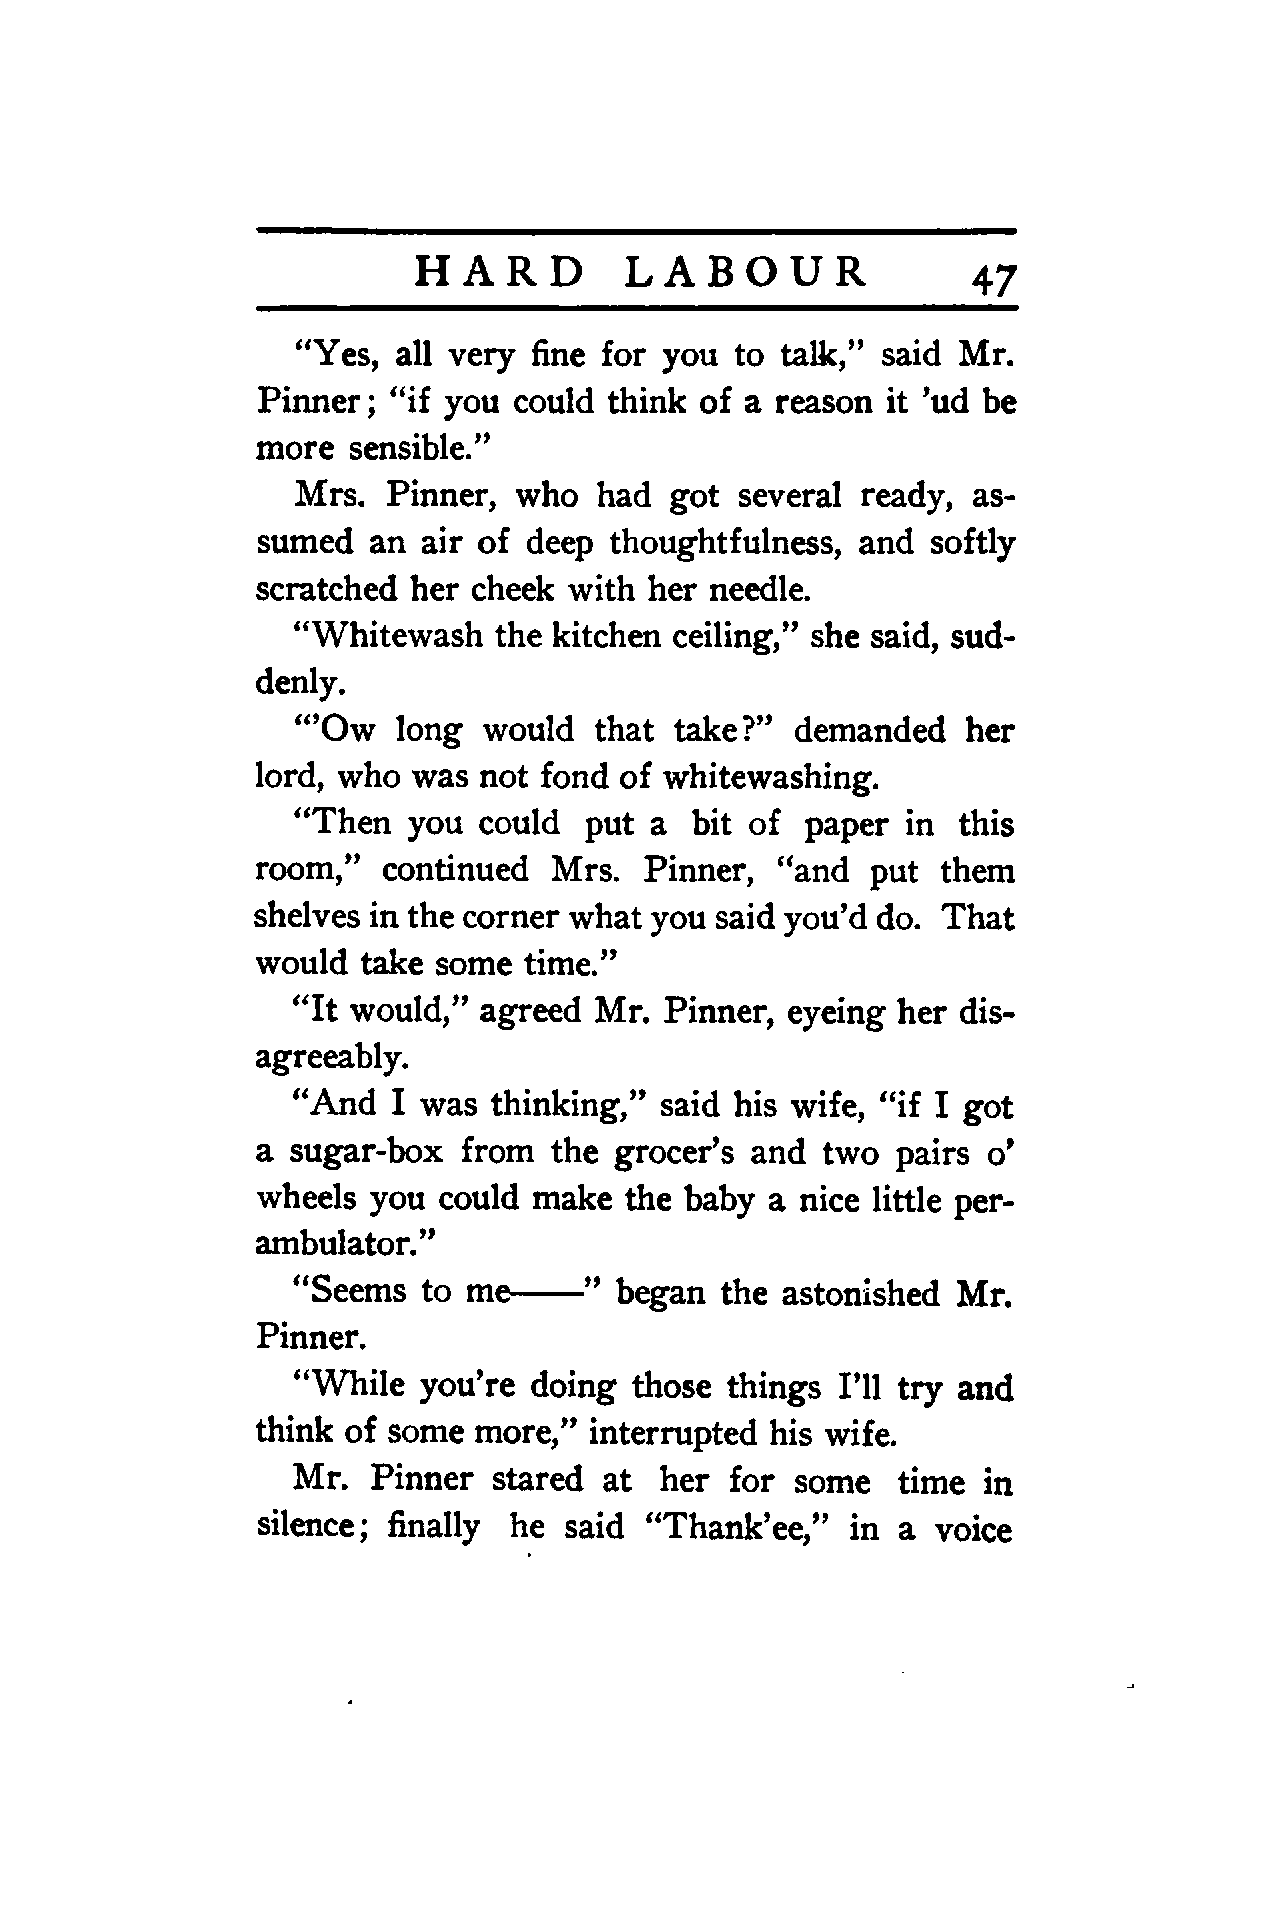 HARD LABOUR 47
“Yes, all very fine for you to talk,” said Mr.
Pinner; “if you could think of a reason it ’ud be
more sensible.”
Mrs. Pinner, who had got several ready, as-
sumed an air of deep thoughtfulness, and softly
scratched her cheek with her needle.
“Whitewash the kitchen ceiling,” she said, sud-
denly.
“’Ow long would that take?” demanded her
lord, who was not fond of whitewashing.
“Then you could put a bit of paper in this
room,” continued Mrs. Pinner, “and put them
shelves in the corner what you said you’d do. That
would take some time.”
“It would,” agreed Mr. Pinner, eyeing her dis-
agreeably.
“And I was thinking,” said his wife, “if I got
a sugar-box from the grocer’s and two pairs o’
wheels you could make the baby a nice little per-
ambulator.”
“Seems to me——” began the astonished Mr.
Pinner.
“While you’re doing those things I’ll try and
think of some more,” interrupted his wife.
Mr. Pinner stared at her for some time in
silence; finally he said “Thank’ee,” in a voice